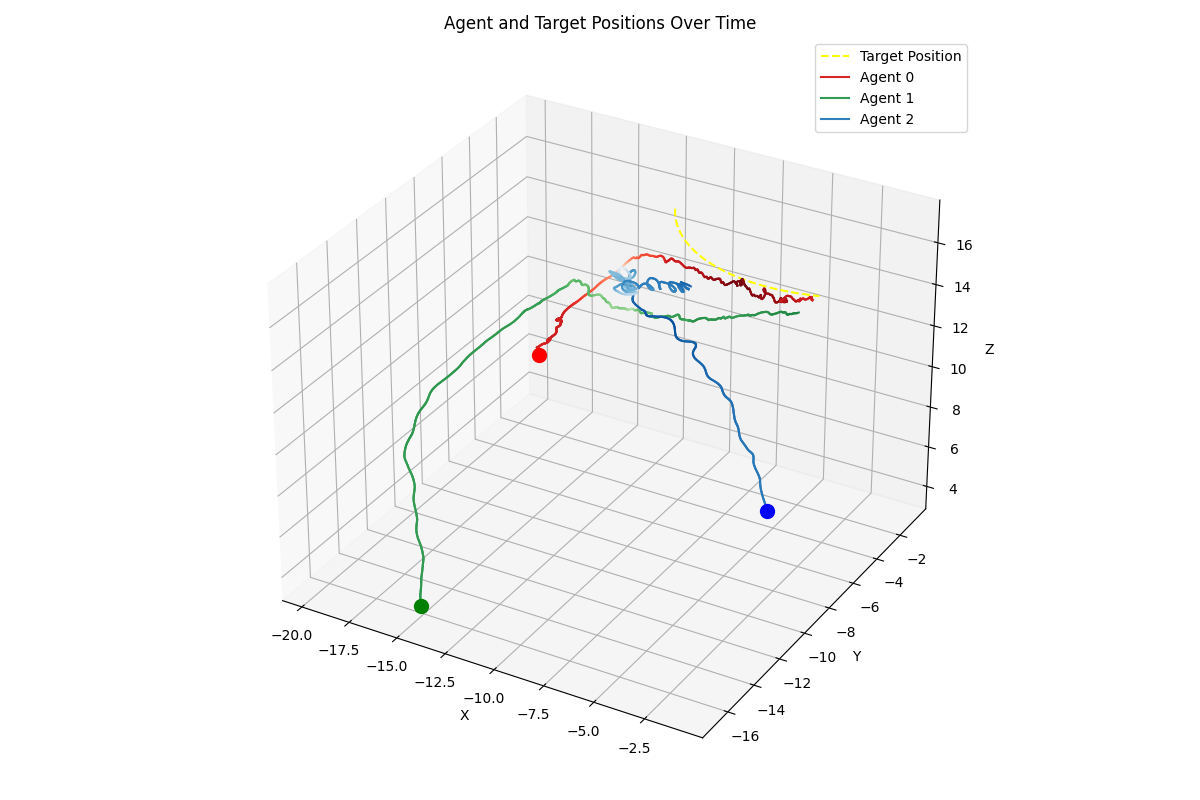 Agent and Target Positions Over Time
Target Position
Agent 0
Agent 1
Agent 2
16
14
Z
12
10
8
6
4
−2
−4
−6
−8
−10
Y
−12
−14
−16
−20.0
−17.5
−15.0
−12.5
−10.0
X
−7.5
−5.0
−2.5